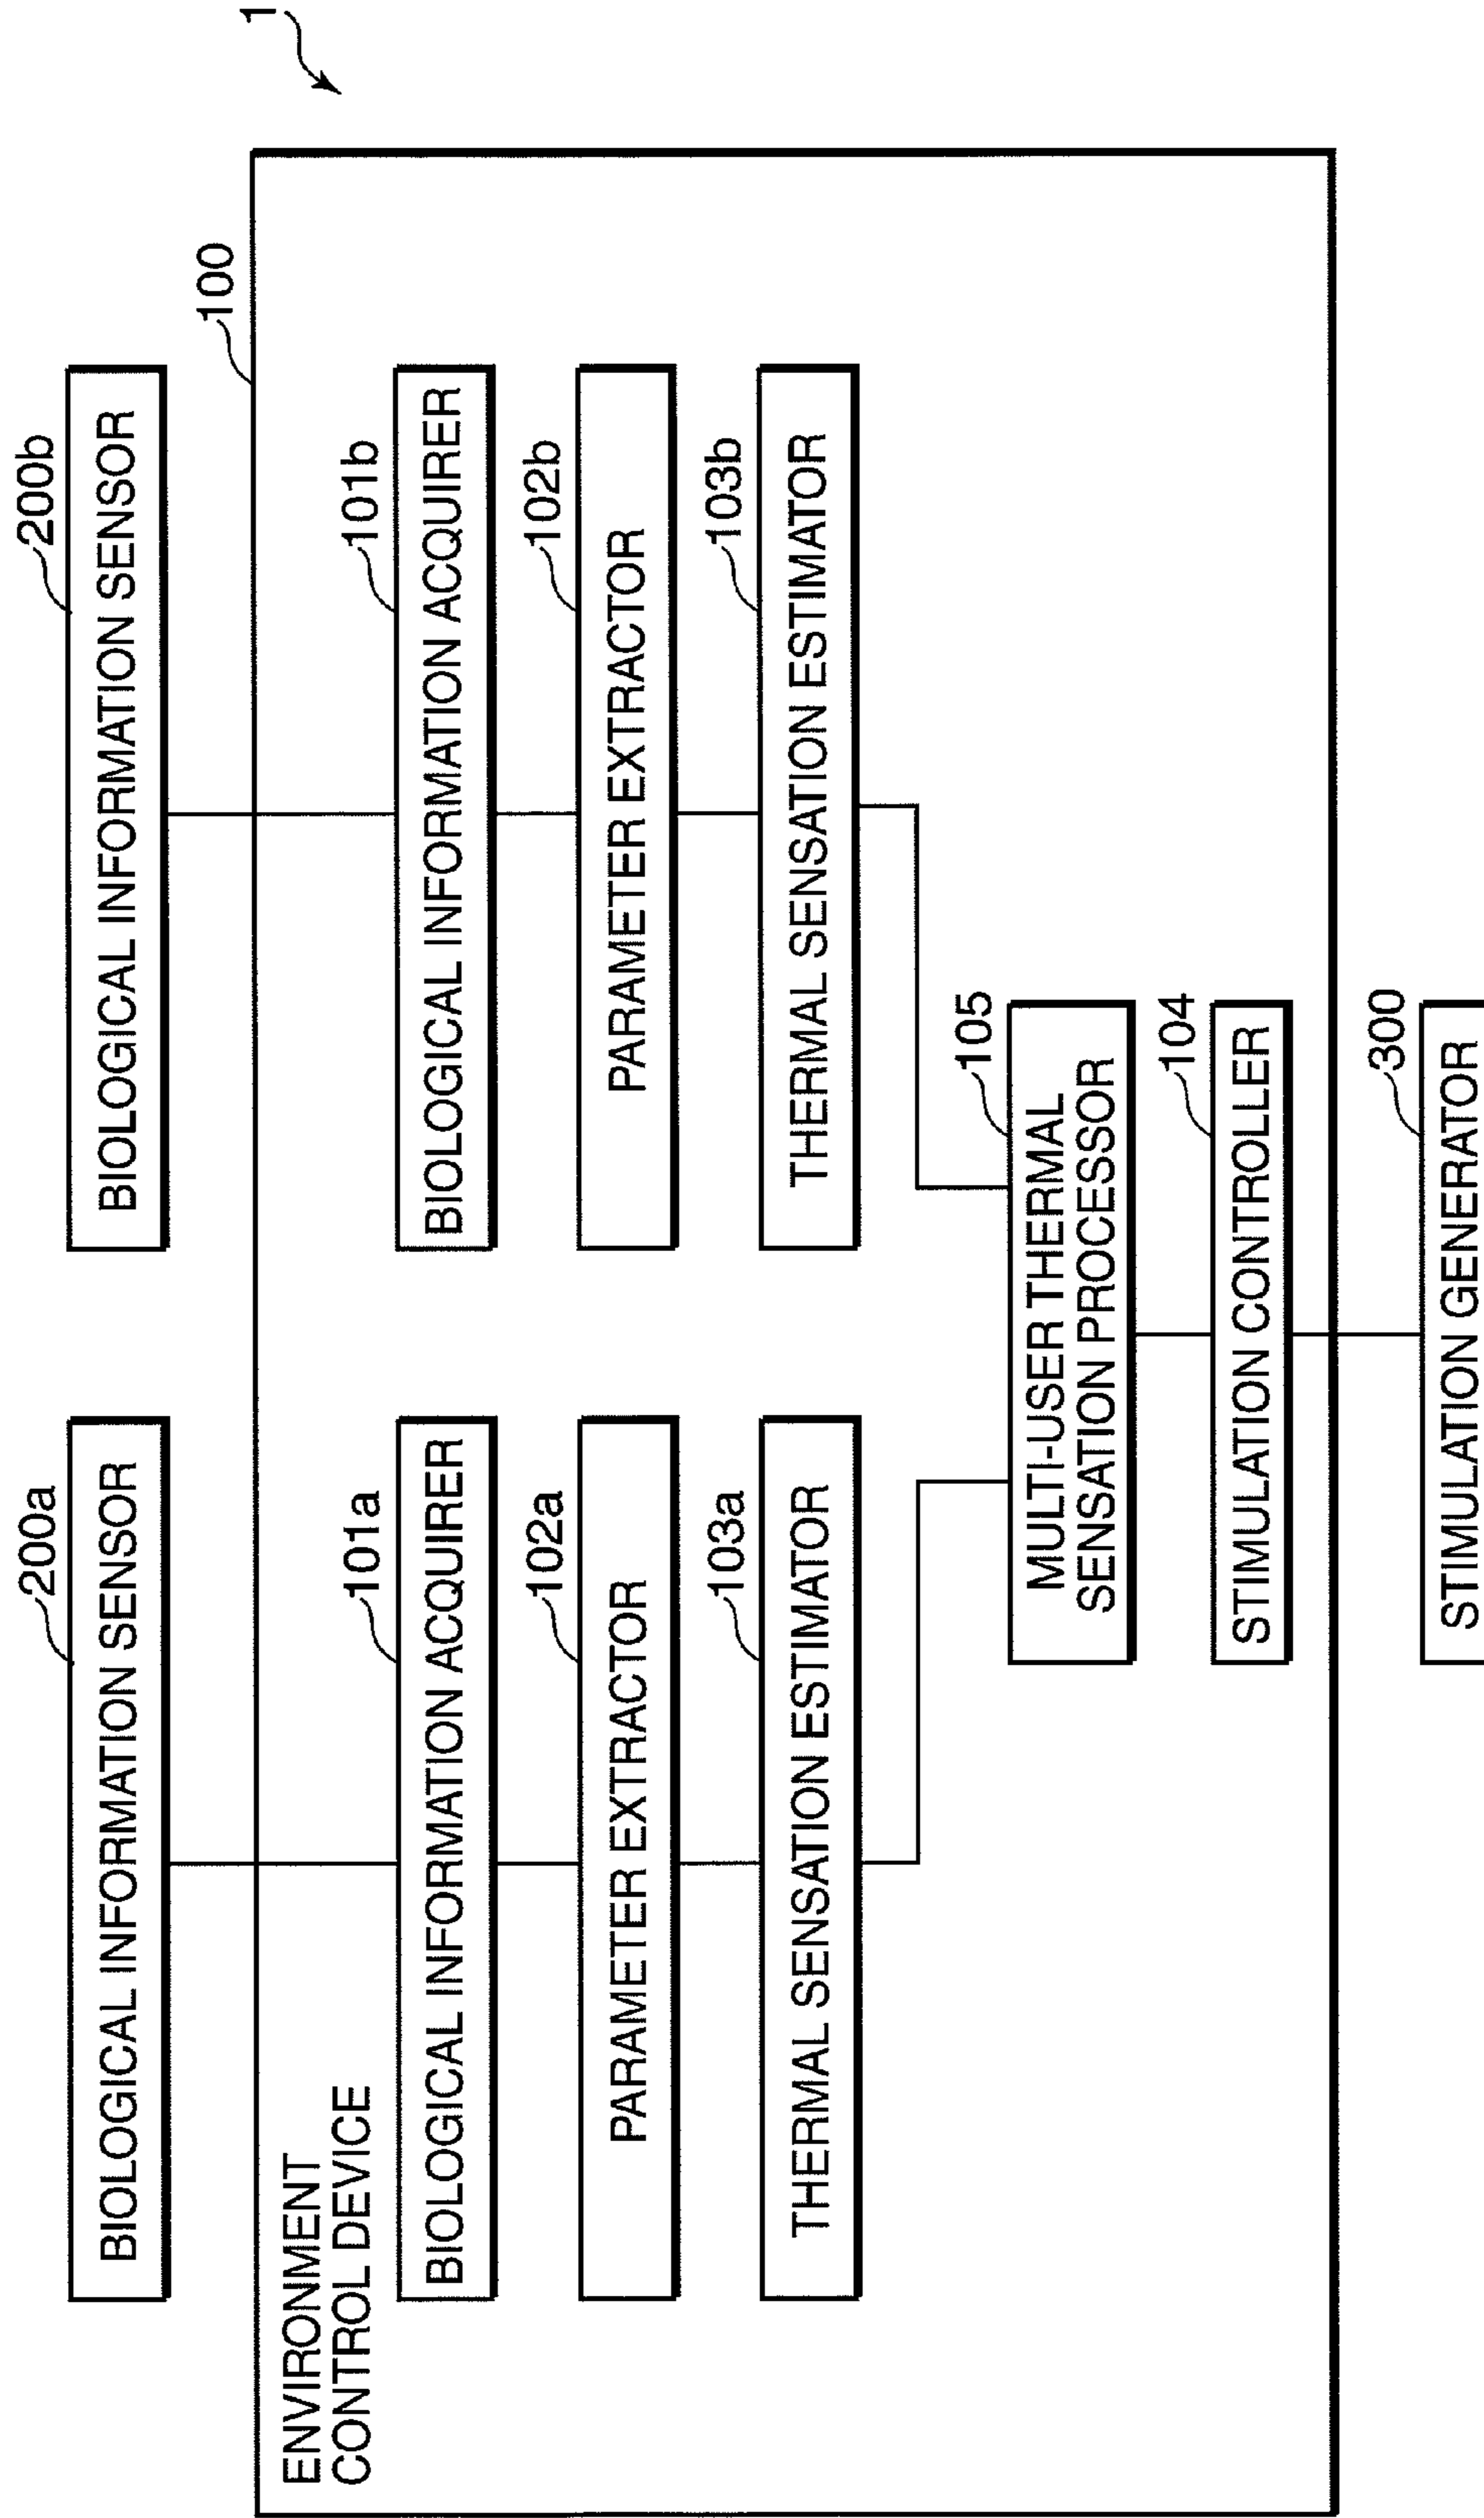 1
200a
BIOLOGICAL INFORMATION SENSOR
200b
BIOLOGICAL INFORMATION SENSOR
100
ENVIRONMENT
CONTROL DEVICE
101a
BIOLOGICAL INFORMATION ACQUIRER
101b
BIOLOGICAL INFORMATION ACQUIRER
102a
PARAMETER EXTRACTOR
102b
PARAMETER EXTRACTOR
103a
THERMAL SENSATION ESTIMATOR
103b
THERMAL SENSATION ESTIMATOR
105
MULTI-USER THERMAL
SENSATION PROCESSOR
104
STIMULATION CONTROLLER
300
STIMULATION GENERATOR